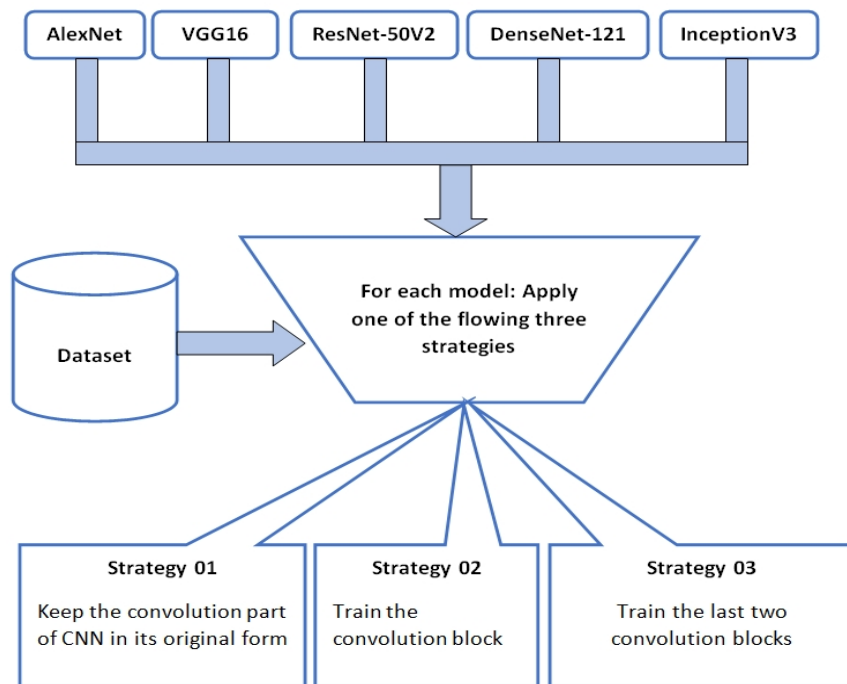 AlexNet
VGG16
ResNet-50V2
DenseNet-121
InceptionV3
For each model: Apply
one of the flowing three
strategies
Dataset
Strategy 01
Keep the convolution part
of CNN in its original form
Strategy 02
Train the
convolution block
Strategy 03
Train the last two
convolution blocks